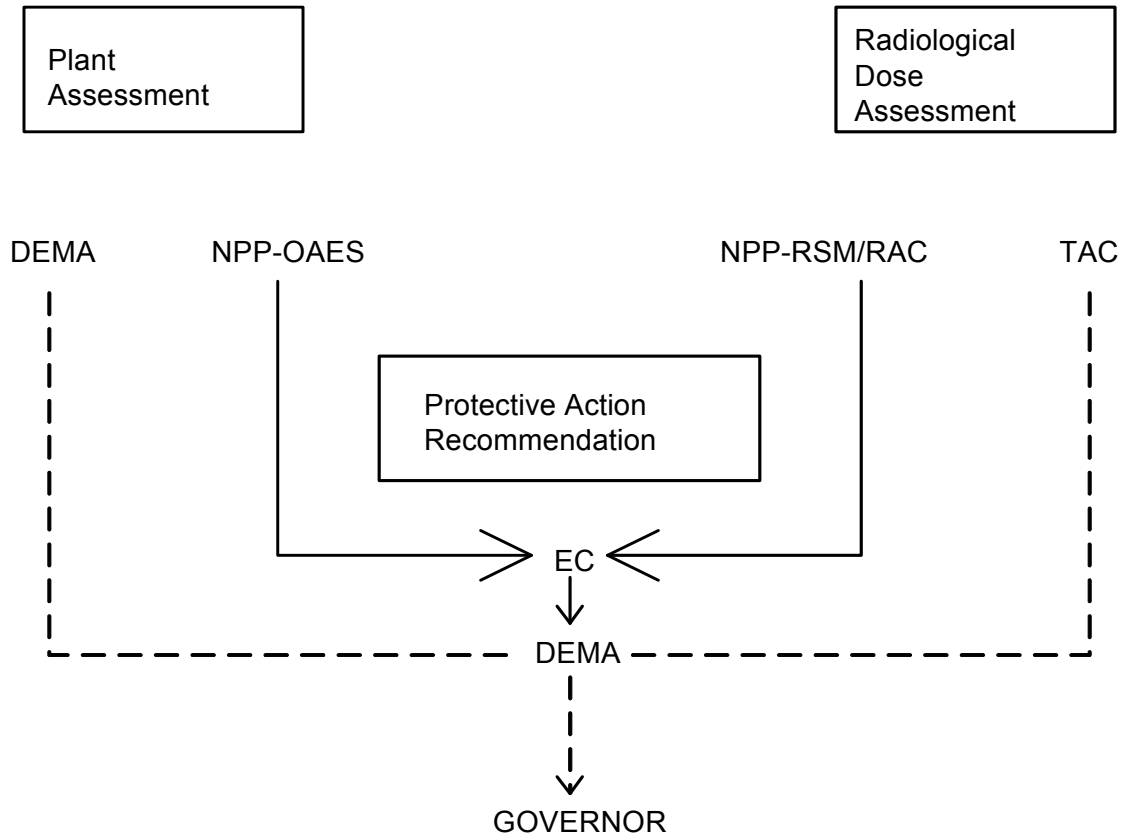 Plant
Assessment
Radiological
Dose
Assessment
DEMA NPP-OAES NPP-RSM/RAC TAC
Protective Action
Recommendation
EC
DEMA
GOVERNOR